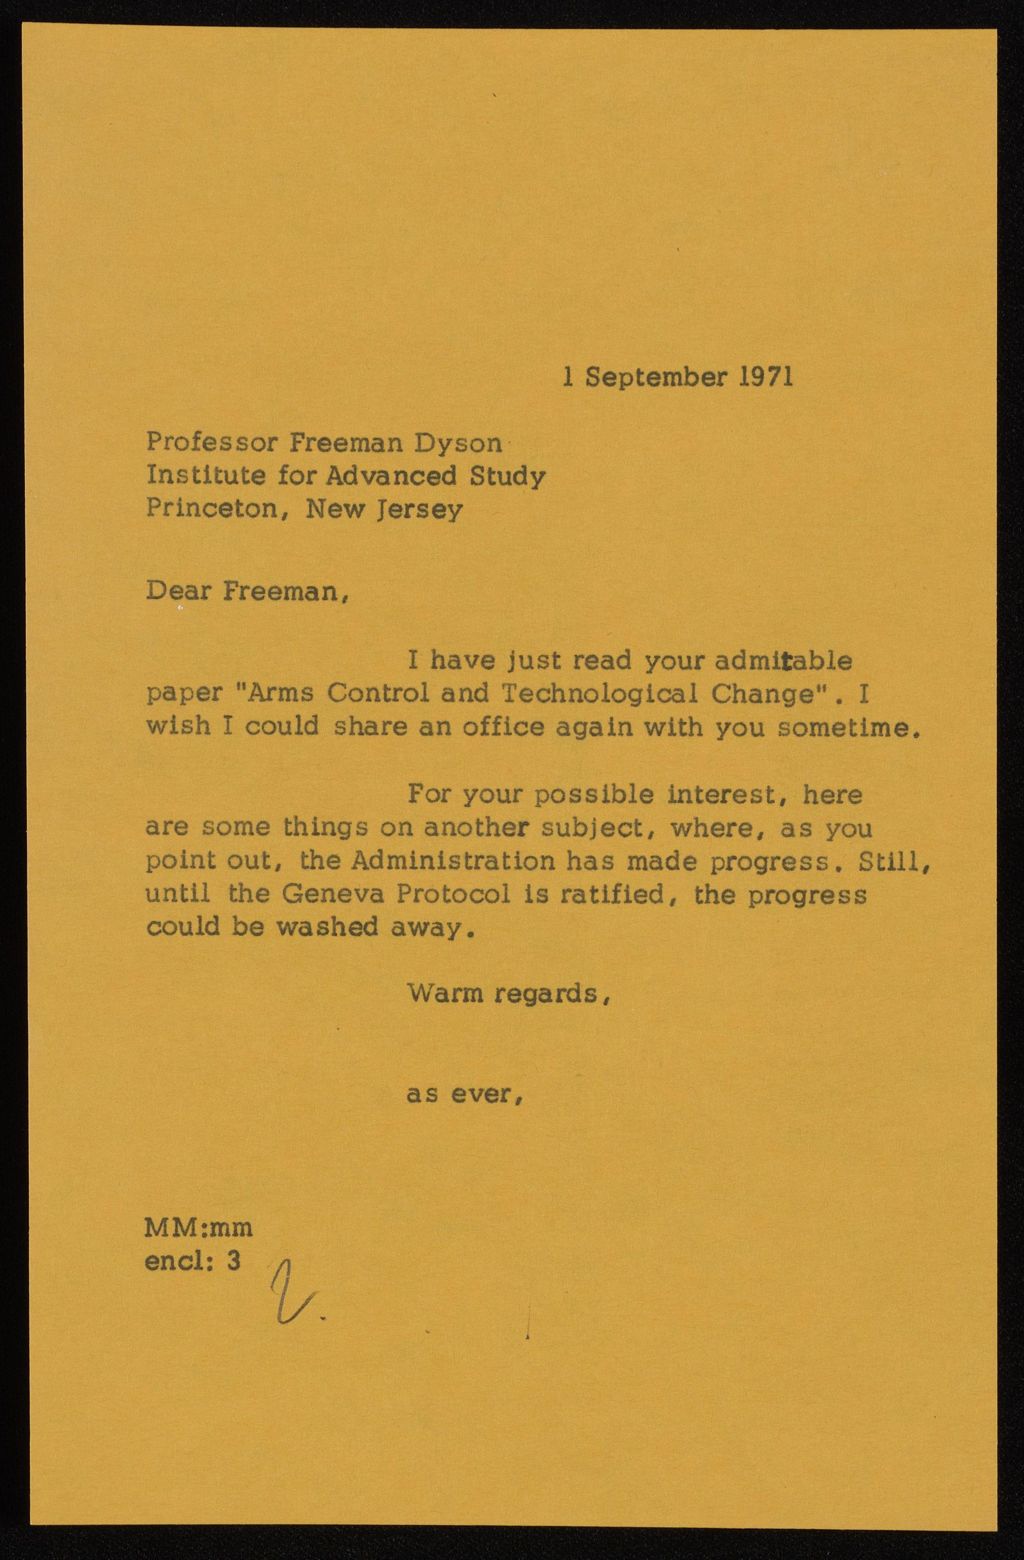 1 September 1971
Professor Freeman Dyson
Institute for Advanced Study
Princeton, New Jersey
Dear Freeman,
I have just read your admitable
paper "Arms Control and Technological Change". I
wish I could share an office again with you sometime.
For your possible interest, here
are some things on another subject, where, as you
point out, the Administration has made progress. Still,
until the Geneva Protocol is ratified, the progress
could be washed away.
Warm regards,
as ever,
MM:mm
encl: 3